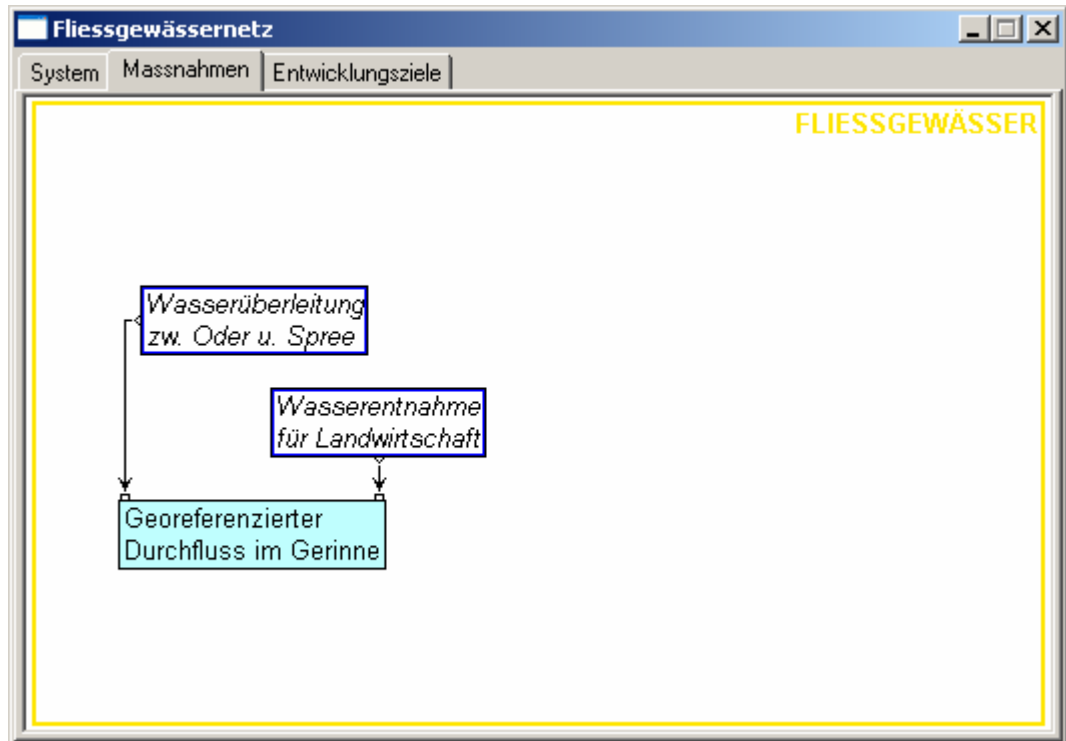 Fliessgewässernetz
System Massnahmen Entwicklungsziele
FLIESSGEWÄSSER
Wasserüberleitung
zw. Oder u. Spree
Wasserentnahme
für Landwirtschaft
Georeferenzierter
Durchfluss im Gerinne